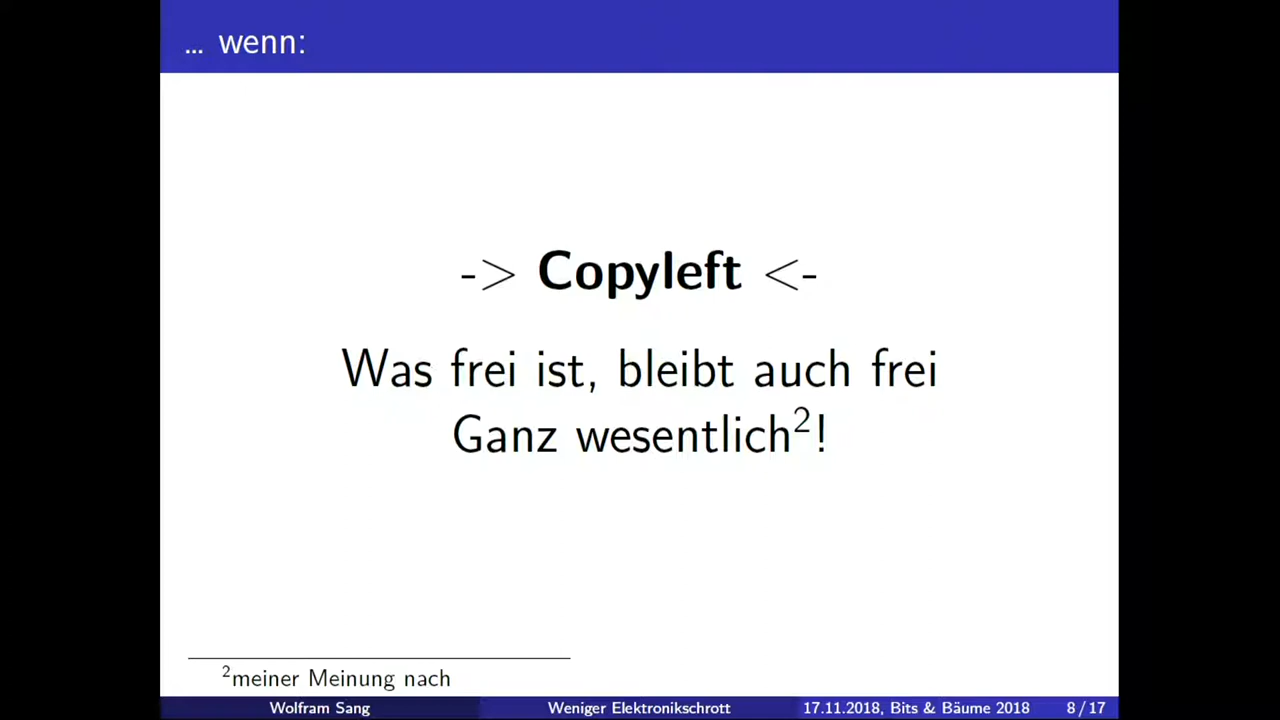 ... wenn:
-> Copyleft <-
Was frei ist, bleibt auch frei
Ganz wesentlich²!
²meiner Meinung nach
Wolfram Sang Weniger Elektronikschrott 17.11.2018, Bits & Bäume 2018 8 / 17